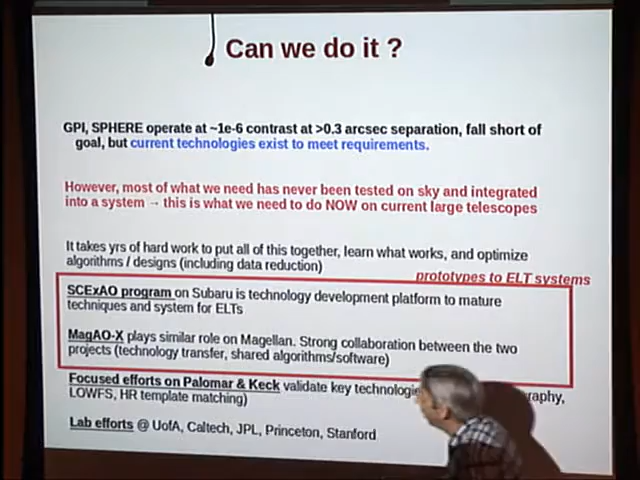 Can we do it ?
GPI, SPHERE operate at ~1e-6 contrast at >0.3 arcsec separation, fall short of
goal, but current technologies exist to meet requirements.
However, most of what we need has never been tested on sky and integrated
into a system → this is what we need to do NOW on current large telescopes
It takes yrs of hard work to put all of this together, learn what works, and optimize
algorithms / designs (including data reduction)
prototypes to ELT systems
SCExAO program on Subaru is technology development platform to mature
techniques and system for ELTs
MagAO-X plays similar role on Magellan. Strong collaboration between the two
projects (technology transfer, shared algorithms/software)
Focused efforts on Palomar & Keck validate key
LOWFS, HR template matching)
Lab efforts @ UofA, Caltech, JPL, Princeton, Stanford